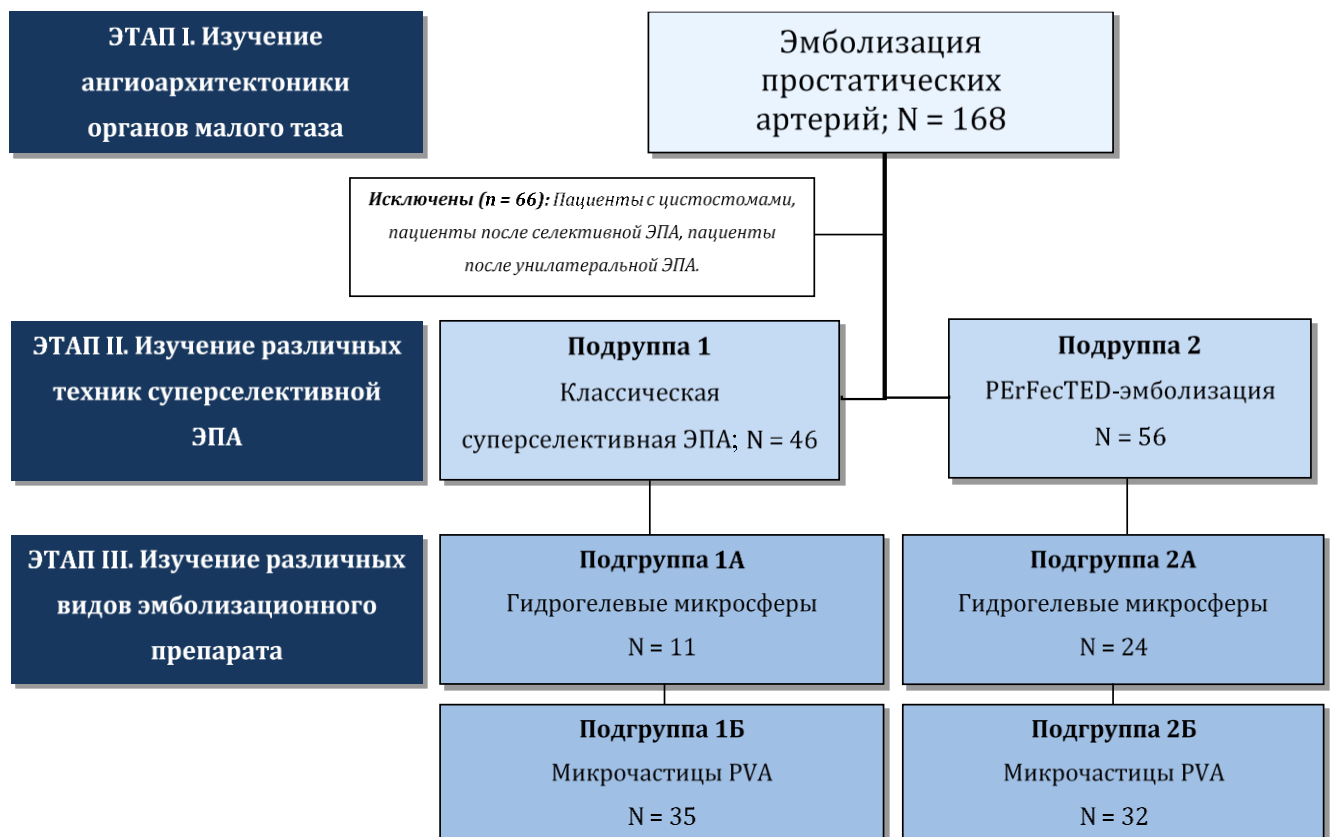 ЭТАП I. Изучение
ангиоархитектоники
органов малого таза
Эмболизация
простатических
артерий; N = 168
Исключены (n = 66): Пациенты с цистостомами,
пациенты после селективной ЭПА, пациенты
после унилатеральной ЭПА.
ЭТАП II. Изучение различных
техник суперселективной
ЭПА
Подруппа 1
Классическая
суперселективная ЭПА; N = 46
Подруппа 2
PErFecTED-эмболизация
N = 56
ЭТАП III. Изучение различных
видов эмболизационного
препарата
Подгруппа 1А
Гидрогелевые микросферы
N = 11
Подгруппа 2А
Гидрогелевые микросферы
N = 24
Подгруппа 1Б
Микрочастицы PVA
N = 35
Подгруппа 2Б
Микрочастицы PVA
N = 32